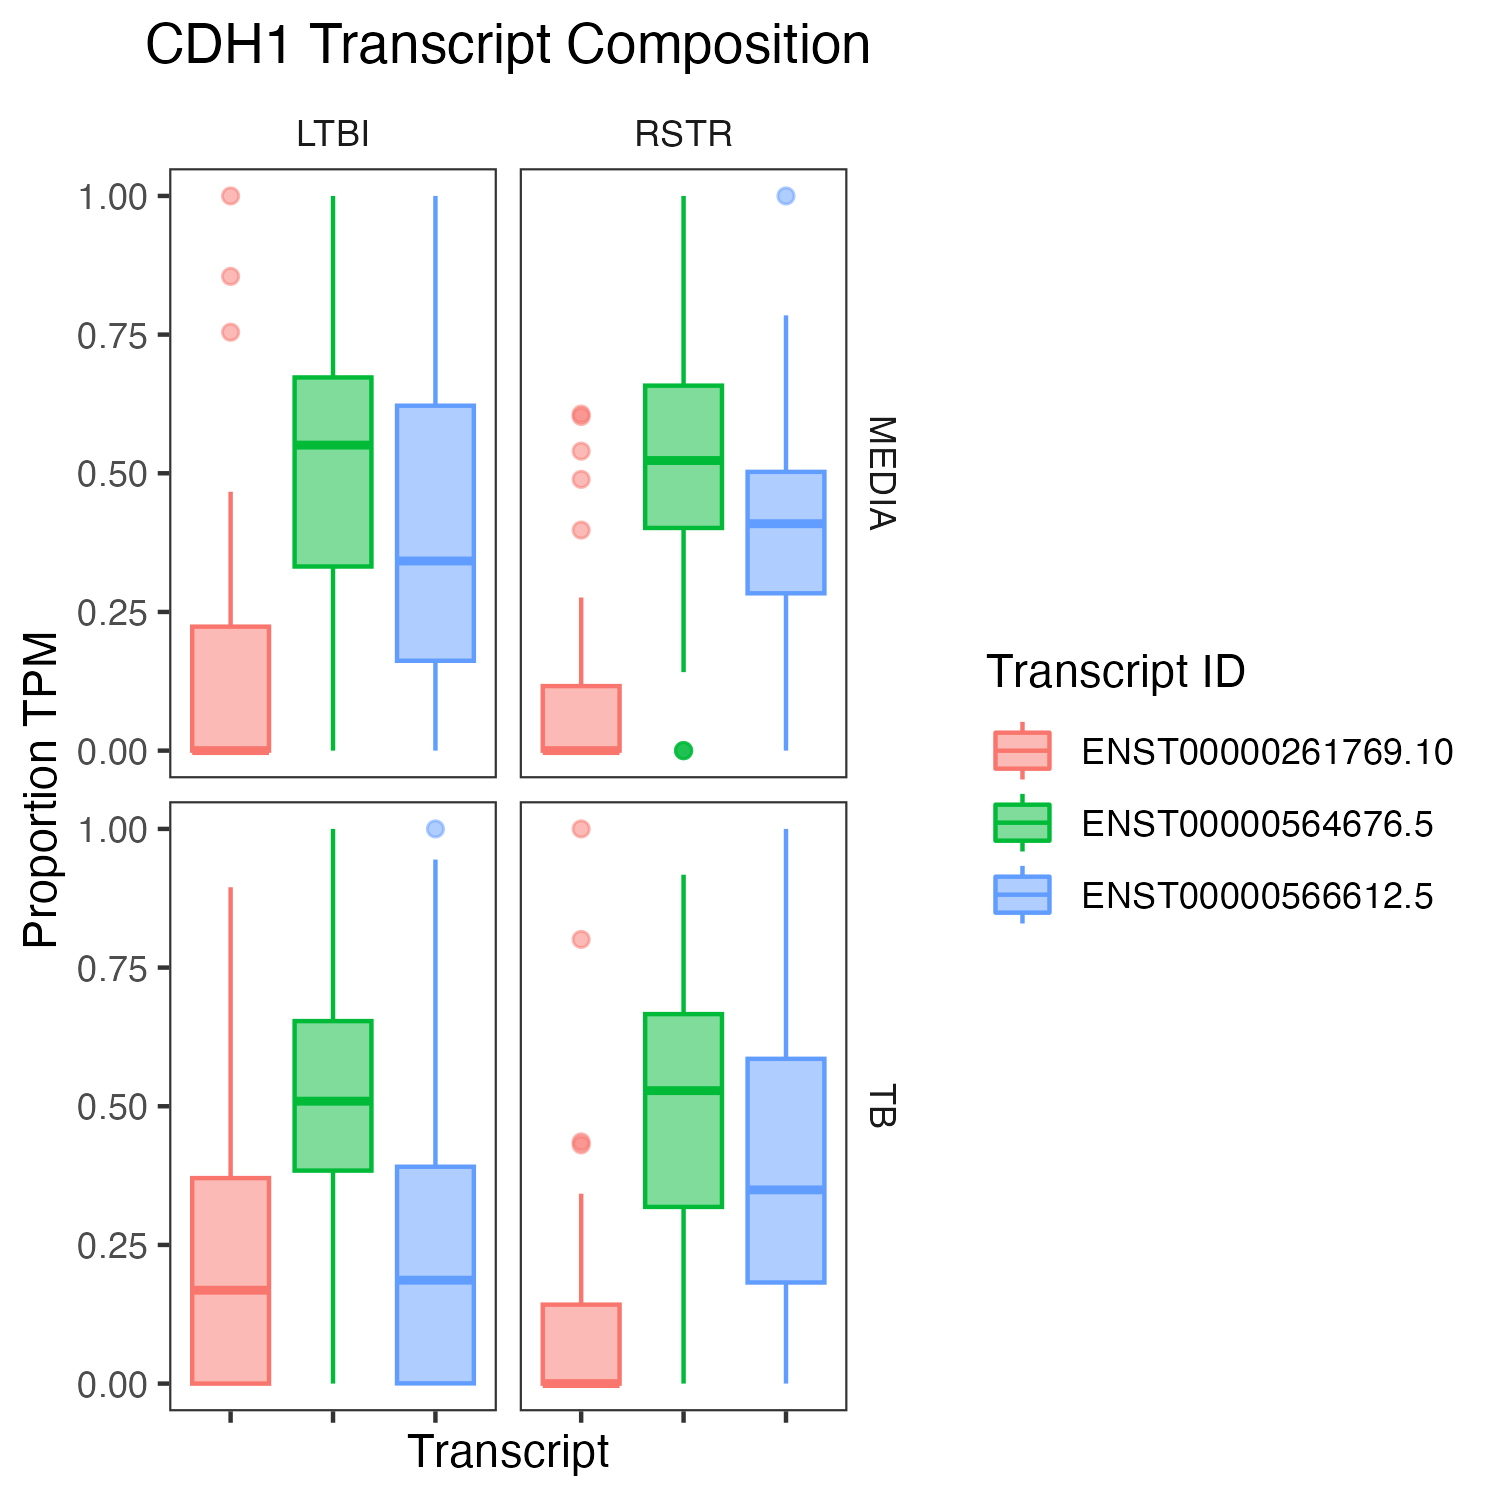 CDH1 Transcript Composition
LTBI
RSTR
1.00
0.75
0.50
0.25
0.00
MEDIA
1.00
0.75
0.50
0.25
0.00
TB
Proportion TPM
Transcript
Transcript ID
ENST00000261769.10
ENST00000564676.5
ENST00000566612.5